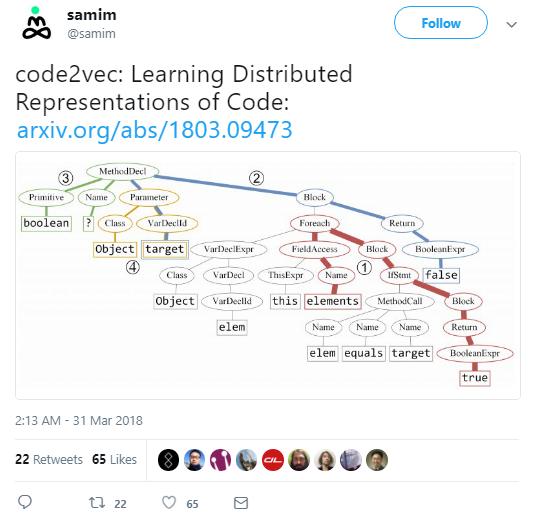 samim
@samim
Follow
code2vec: Learning Distributed
Representations of Code:
arxiv.org/abs/1803.09473
MethodDecl
③ ②
Primitive Name Parameter Block
boolean ? Class VarDeclId Foreach Return
Object target VarDeclExpr FieldAccess Block BooleanExpr
④ ①
Class VarDecl ThisExpr Name IfStmt false
Object VarDeclId this elements MethodCall Block
elem Name Name Name Return
elem equals target BooleanExpr
true
2:13 AM - 31 Mar 2018
22 Retweets 65 Likes
CJL
22 65